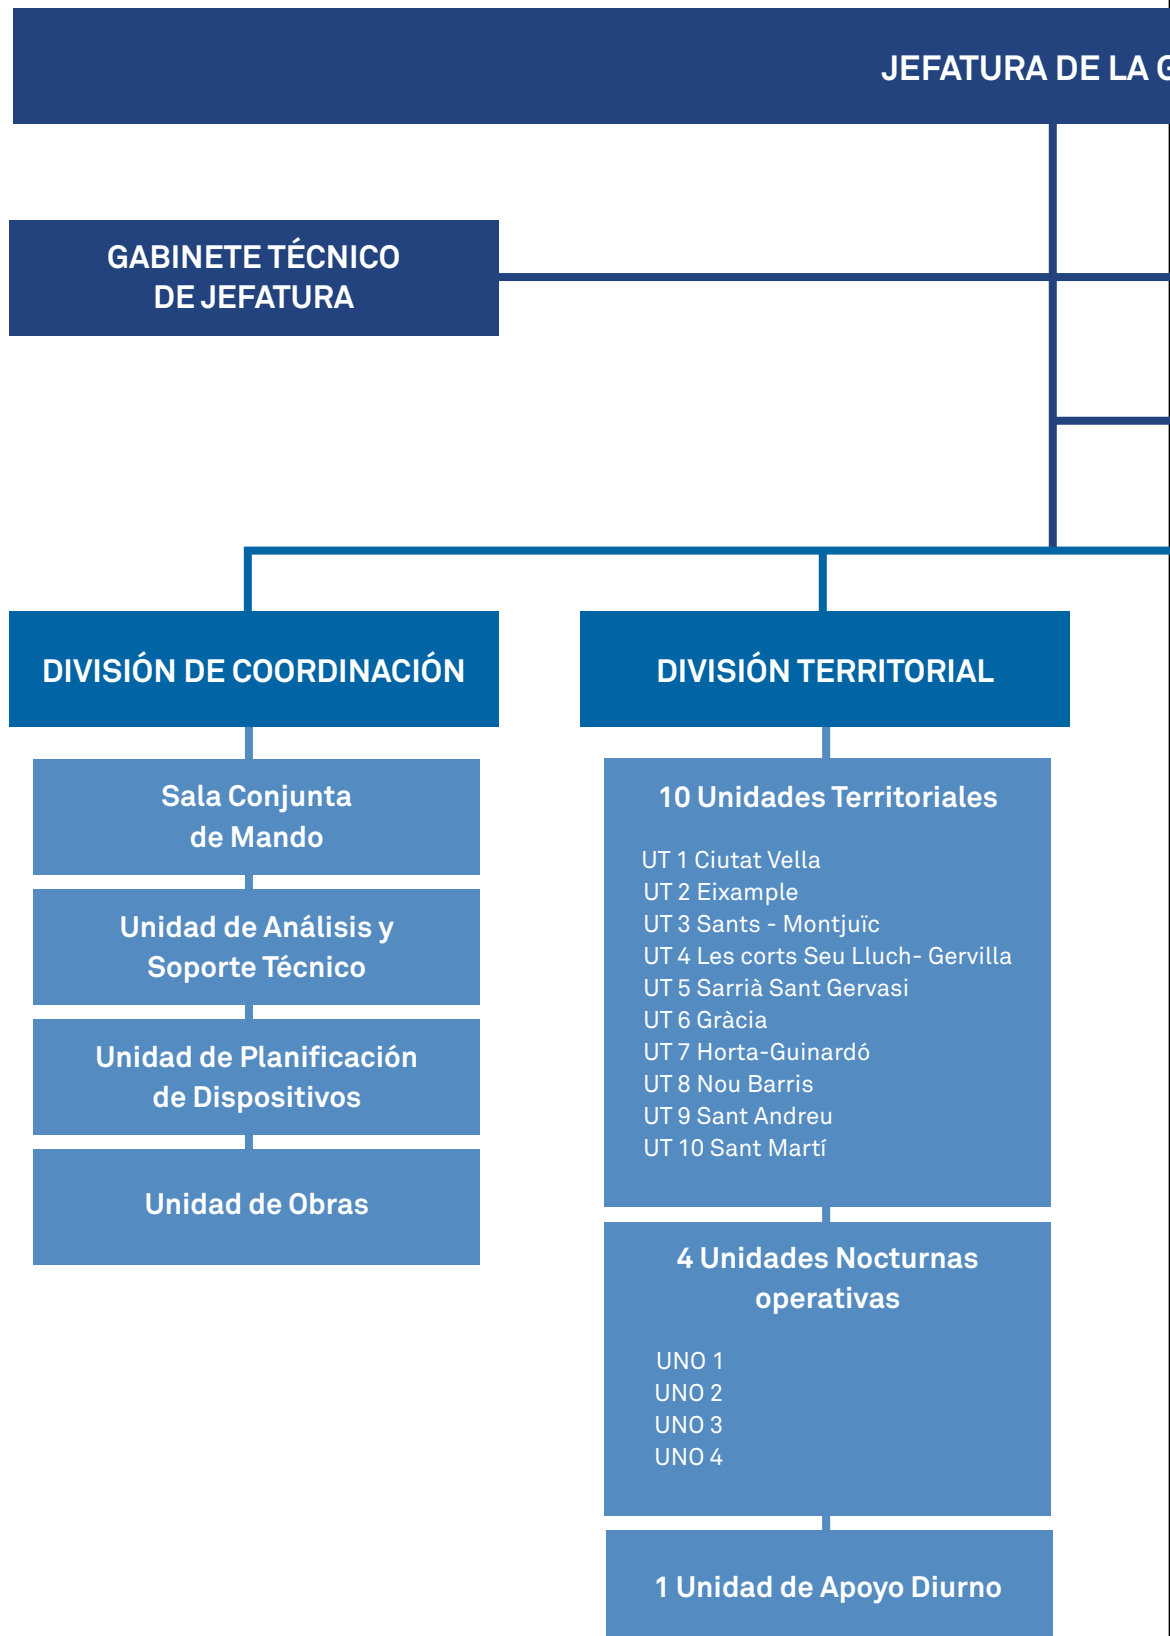 JEFATURA DE LA G
GABINETE TÉCNICO
DE JEFATURA
DIVISIÓN DE COORDINACIÓN
Sala Conjunta
de Mando
Unidad de Análisis y
Soporte Técnico
Unidad de Planificación
de Dispositivos
Unidad de Obras
DIVISIÓN TERRITORIAL
10 Unidades Territoriales
UT 1 Ciutat Vella
UT 2 Eixample
UT 3 Sants - Montjuïc
UT 4 Les corts Seu Lluch- Gervilla
UT 5 Sarrià Sant Gervasi
UT 6 Gràcia
UT 7 Horta-Guinardó
UT 8 Nou Barris
UT 9 Sant Andreu
UT 10 Sant Martí
4 Unidades Nocturnas
operativas
UNO 1
UNO 2
UNO 3
UNO 4
1 Unidad de Apoyo Diurno